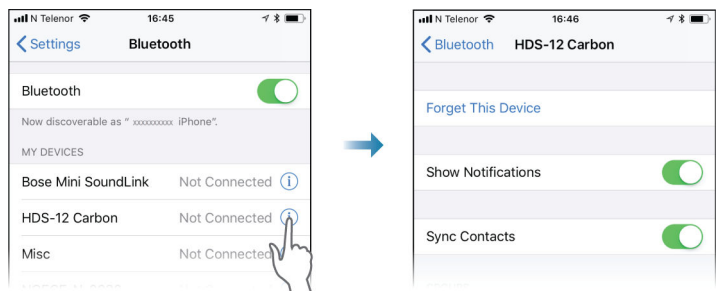 N Telenor 16:45
Settings Bluetooth
Bluetooth
Now discoverable as “ xxxxxxxxx iPhone”.
MY DEVICES
Bose Mini SoundLink Not Connected
HDS-12 Carbon Not Connected
Misc Not Connected
N Telenor 16:46
Bluetooth HDS-12 Carbon
Forget This Device
Show Notifications
Sync Contacts